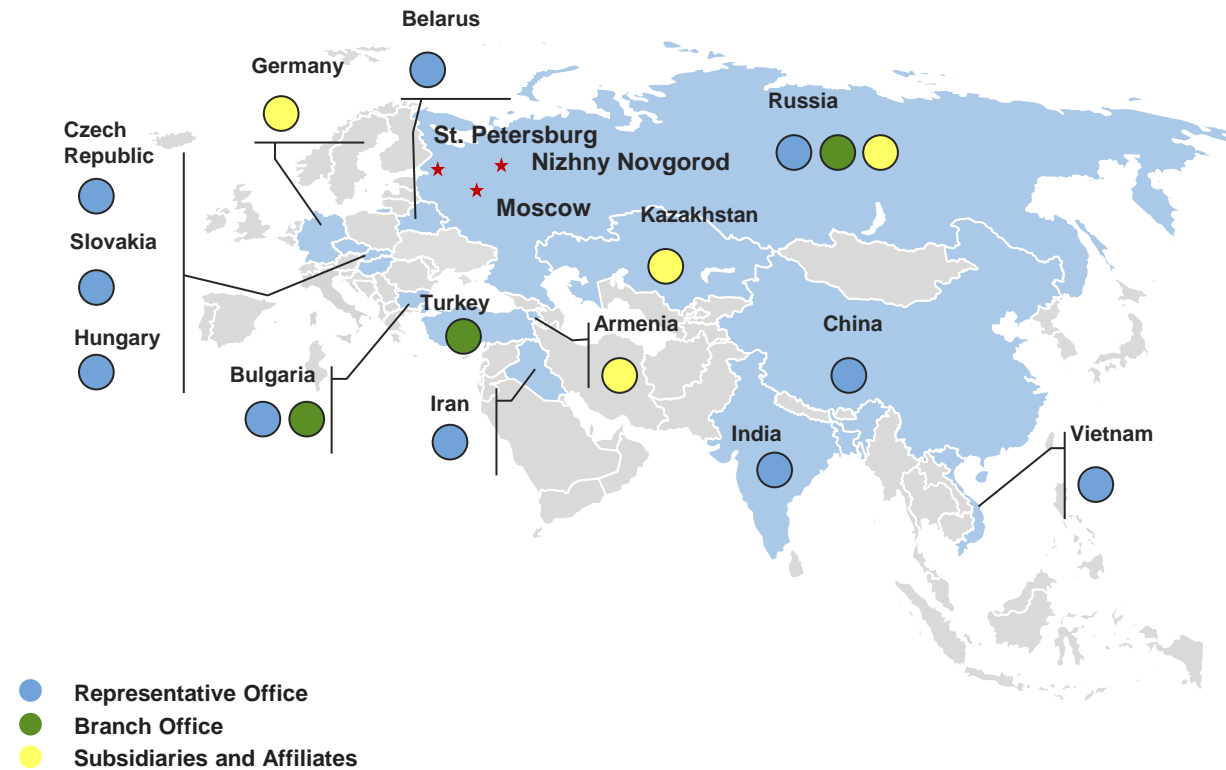 Belarus
Germany
Russia
Czech
Republic
St. Petersburg
Nizhny Novgorod
Moscow
Kazakhstan
Slovakia
Turkey
Armenia
China
Hungary
Bulgaria
Iran
India
Vietnam
Representative Office
Branch Office
Subsidiaries and Affiliates